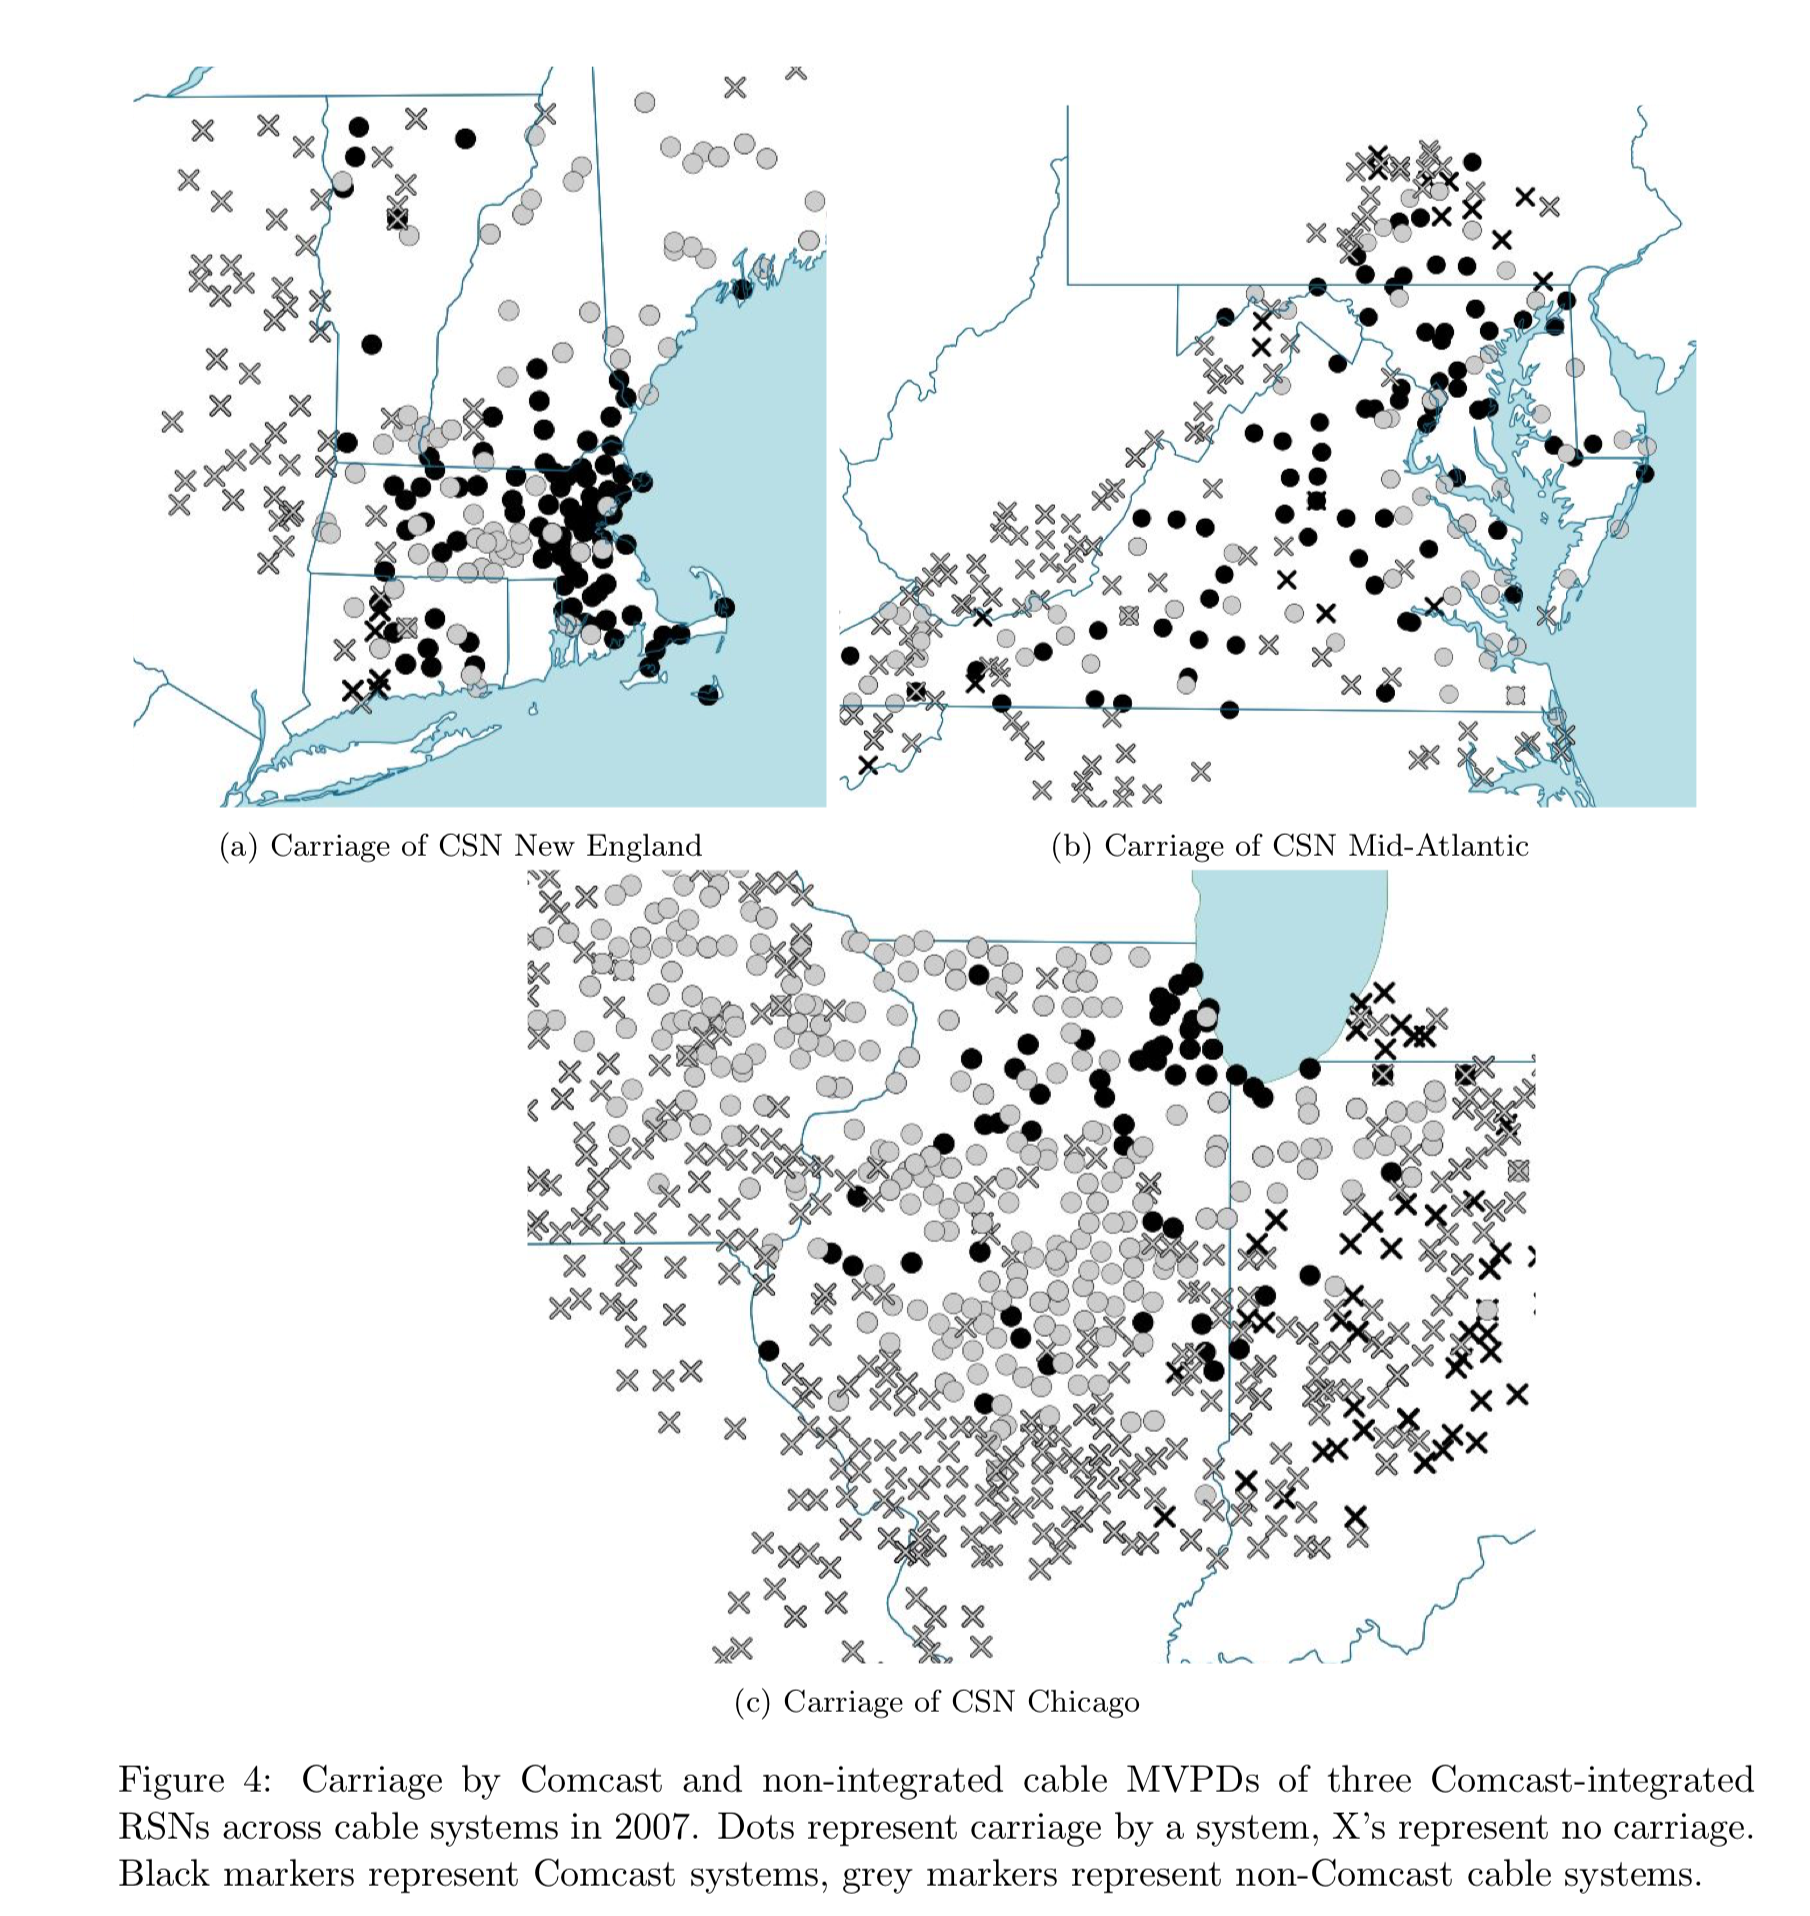 (a) Carriage of CSN New England
(b) Carriage of CSN Mid-Atlantic
(c) Carriage of CSN Chicago
Figure 4: Carriage by Comcast and non-integrated cable MVPDs of three Comcast-integrated
RSNs across cable systems in 2007. Dots represent carriage by a system, X's represent no carriage.
Black markers represent Comcast systems, grey markers represent non-Comcast cable systems.